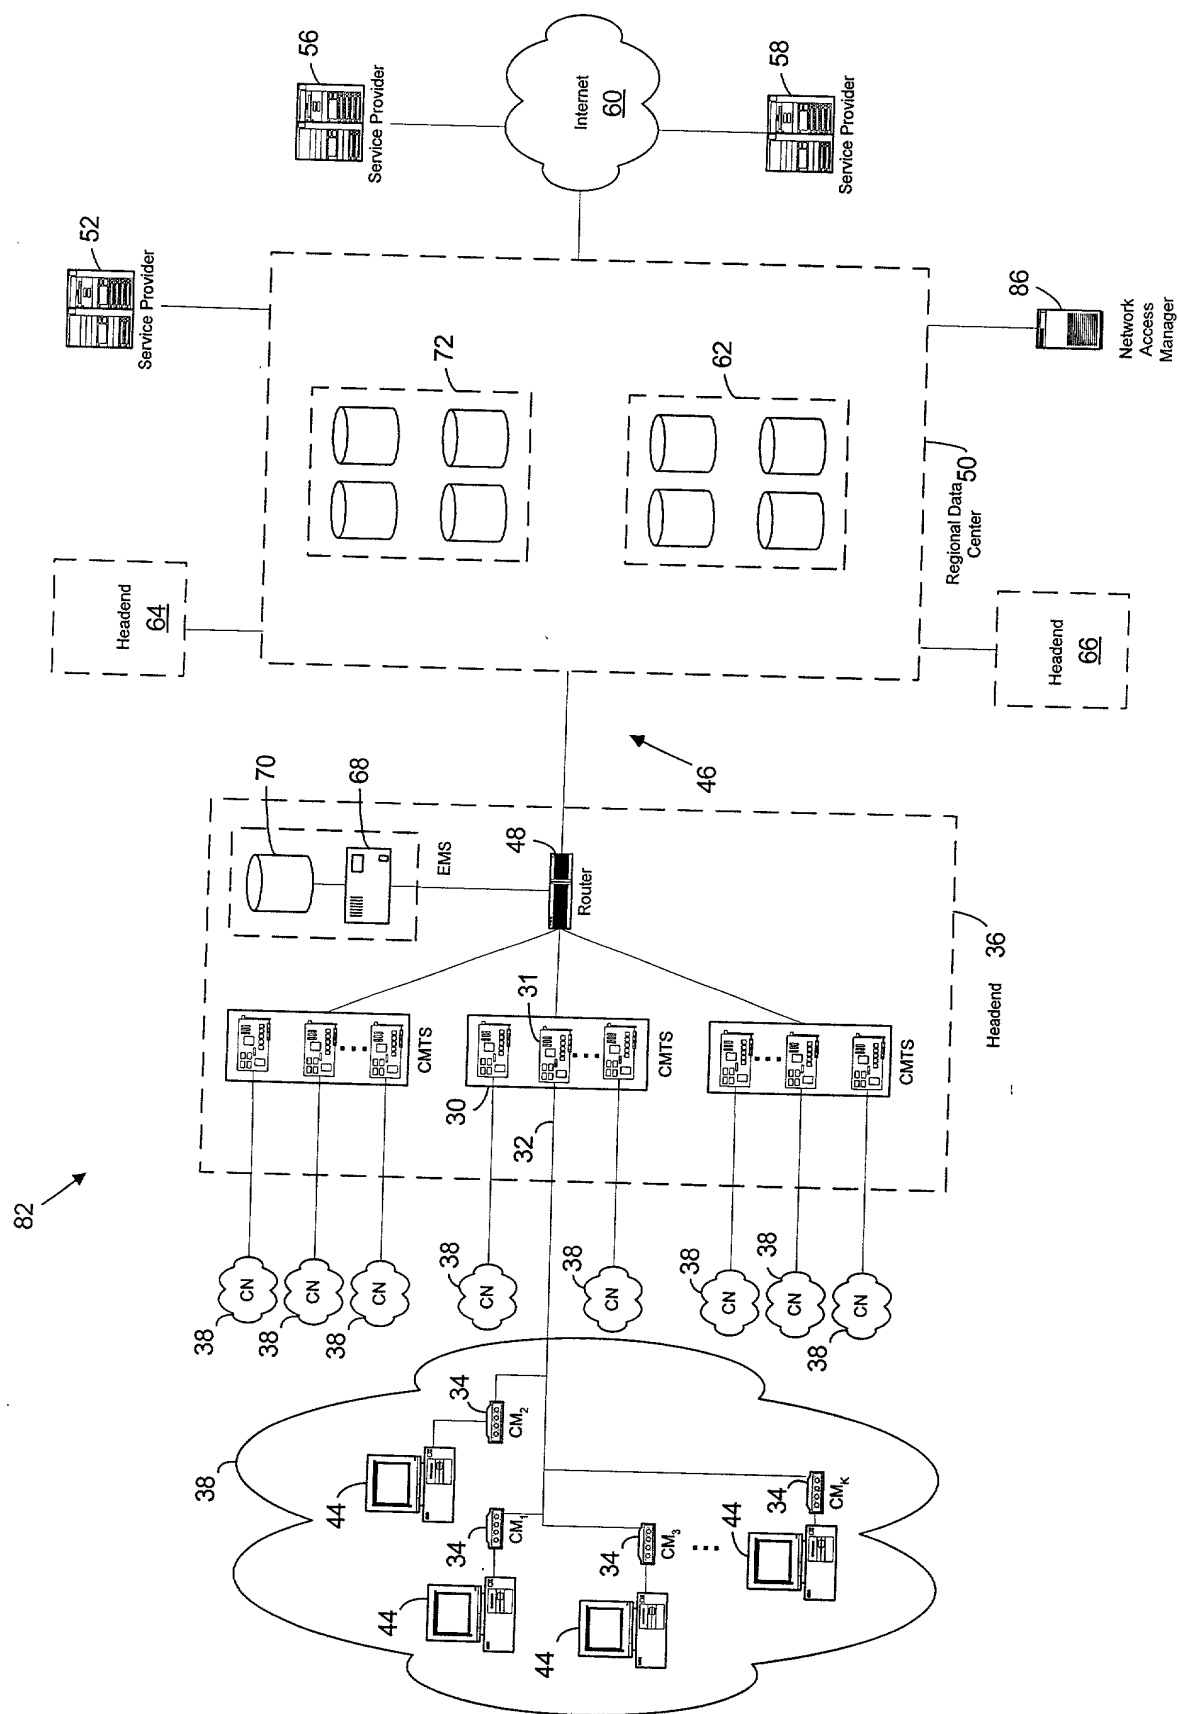 82
38
44
34
CM₂
44
34
CM₁
44
34
CM₃
44
34
CMₖ
38
CN
38
CN
38
CN
38
CN
38
CN
38
CN
38
CN
38
CN
30
32
31
CMTS
CMTS
CMTS
70
68
EMS
48
Router
36
Headend
46
Headend
64
Headend
66
72
62
50
Regional Data
Center
52
Service Provider
56
Service Provider
Internet
60
58
Service Provider
86
Network
Access
Manager